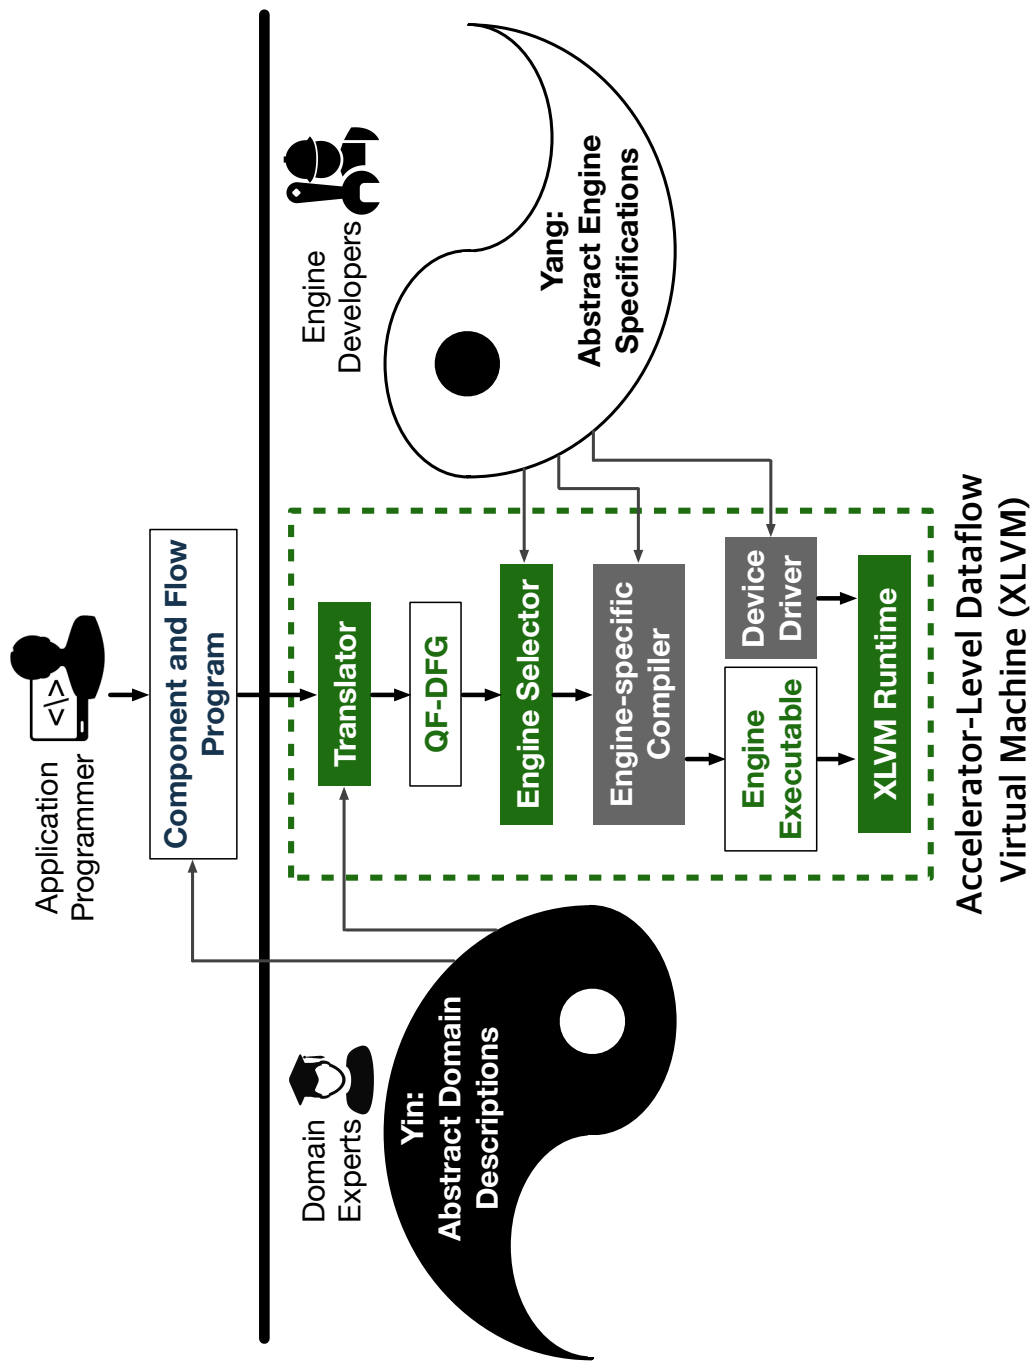 Application
Programmer
<\>
Component and Flow
Program
Domain
Experts
Engine
Developers
Yin:
Abstract Domain
Descriptions
Yang:
Abstract Engine
Specifications
Translator
QF-DFG
Engine Selector
Engine-specific
Compiler
Engine
Executable
Device
Driver
XLVM Runtime
Accelerator-Level Dataflow
Virtual Machine (XLVM)